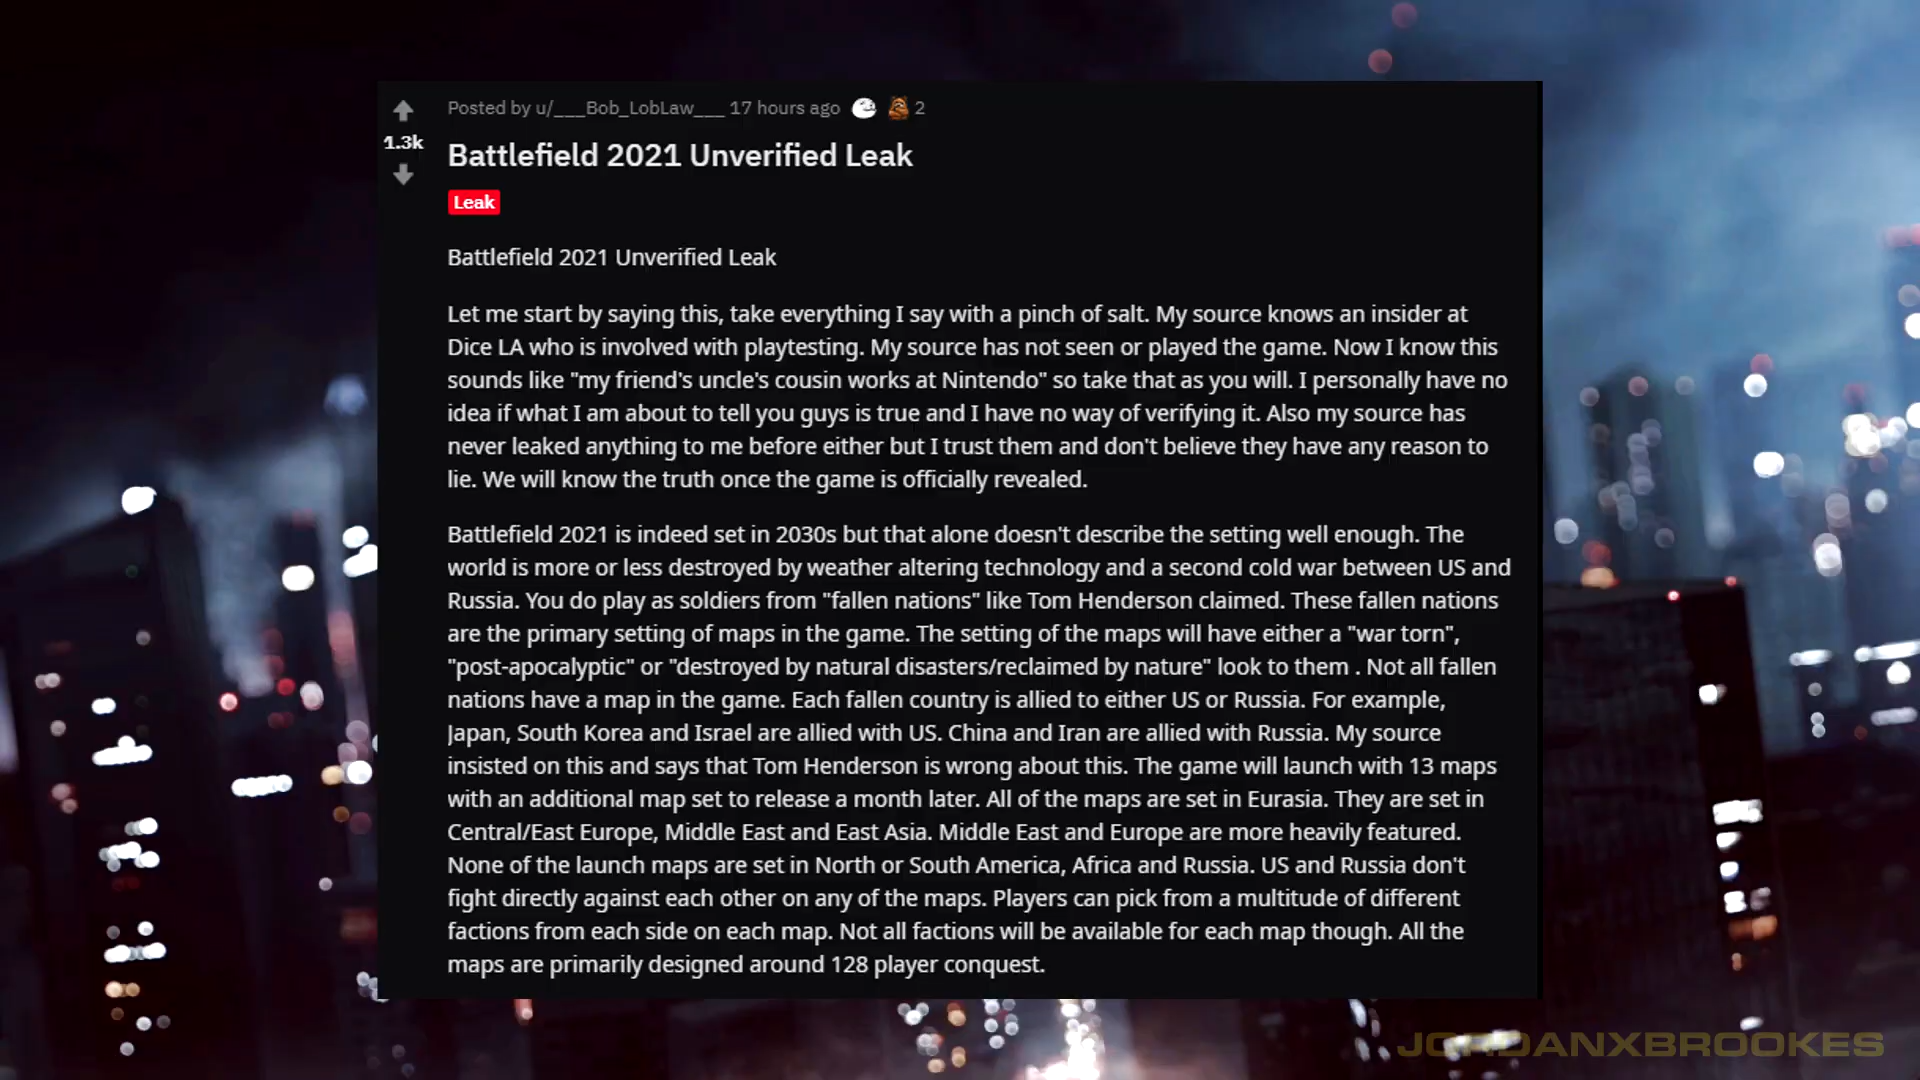 Posted by u/___Bob_LobLaw___ 17 hours ago 2
1.3k
Battlefield 2021 Unverified Leak
Leak
Battlefield 2021 Unverified Leak
Let me start by saying this, take everything I say with a pinch of salt. My source knows an insider at
Dice LA who is involved with playtesting. My source has not seen or played the game. Now I know this
sounds like "my friend's uncle's cousin works at Nintendo" so take that as you will. I personally have no
idea if what I am about to tell you guys is true and I have no way of verifying it. Also my source has
never leaked anything to me before either but I trust them and don't believe they have any reason to
lie. We will know the truth once the game is officially revealed.
Battlefield 2021 is indeed set in 2030s but that alone doesn't describe the setting well enough. The
world is more or less destroyed by weather altering technology and a second cold war between US and
Russia. You do play as soldiers from "fallen nations" like Tom Henderson claimed. These fallen nations
are the primary setting of maps in the game. The setting of the maps will have either a "war torn",
"post-apocalyptic" or "destroyed by natural disasters/reclaimed by nature" look to them . Not all fallen
nations have a map in the game. Each fallen country is allied to either US or Russia. For example,
Japan, South Korea and Israel are allied with US. China and Iran are allied with Russia. My source
insisted on this and says that Tom Henderson is wrong about this. The game will launch with 13 maps
with an additional map set to release a month later. All of the maps are set in Eurasia. They are set in
Central/East Europe, Middle East and East Asia. Middle East and Europe are more heavily featured.
None of the launch maps are set in North or South America, Africa and Russia. US and Russia don't
fight directly against each other on any of the maps. Players can pick from a multitude of different
factions from each side on each map. Not all factions will be available for each map though. All the
maps are primarily designed around 128 player conquest.
JORDANXBROOKES